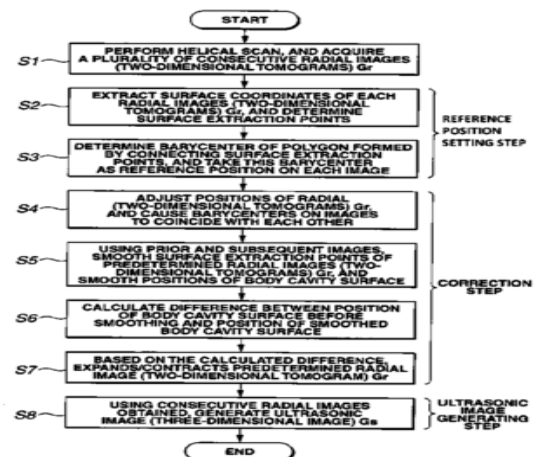 START
S1
PERFORM HELICAL SCAN, AND ACQUIRE
A PLURALITY OF CONSECUTIVE RADIAL IMAGES
(TWO-DIMENSIONAL TOMOGRAMS) Gr
S2
EXTRACT SURFACE COORDINATES OF EACH
RADIAL IMAGES (TWO-DIMENSIONAL
TOMOGRAMS) Gr, AND DETERMINE
SURFACE EXTRACTION POINTS
REFERENCE
POSITION
SETTING STEP
S3
DETERMINE BARYCENTER OF POLYGON FORMED
BY CONNECTING SURFACE EXTRACTION
POINTS, AND TAKE THIS BARYCENTER
AS REFERENCE POSITION ON EACH IMAGE
S4
ADJUST POSITIONS OF RADIAL
(TWO-DIMENSIONAL TOMOGRAMS) Gr,
AND CAUSE BARYCENTERS ON IMAGES
TO COINCIDE WITH EACH OTHER
S5
USING PRIOR AND SUBSEQUENT IMAGES,
SMOOTH SURFACE EXTRACTION POINTS OF
PREDETERMINED RADIAL IMAGES (TWO-
DIMENSIONAL TOMOGRAMS) Gr, AND
SMOOTH POSITIONS OF BODY CAVITY SURFACE
CORRECTION
STEP
S6
CALCULATE DIFFERENCE BETWEEN POSITION
OF BODY CAVITY SURFACE BEFORE
SMOOTHING AND POSITION OF SMOOTHED
BODY CAVITY SURFACE
S7
BASED ON THE CALCULATED DIFFERENCE,
EXPANDS/CONTRACTS PREDETERMINED RADIAL
IMAGE (TWO-DIMENSIONAL TOMOGRAM) Gr
S8
USING CONSECUTIVE RADIAL IMAGES
OBTAINED, GENERATE ULTRASONIC
IMAGE (THREE-DIMENSIONAL IMAGE) Gs
ULTRASONIC
IMAGE
GENERATING STEP
END